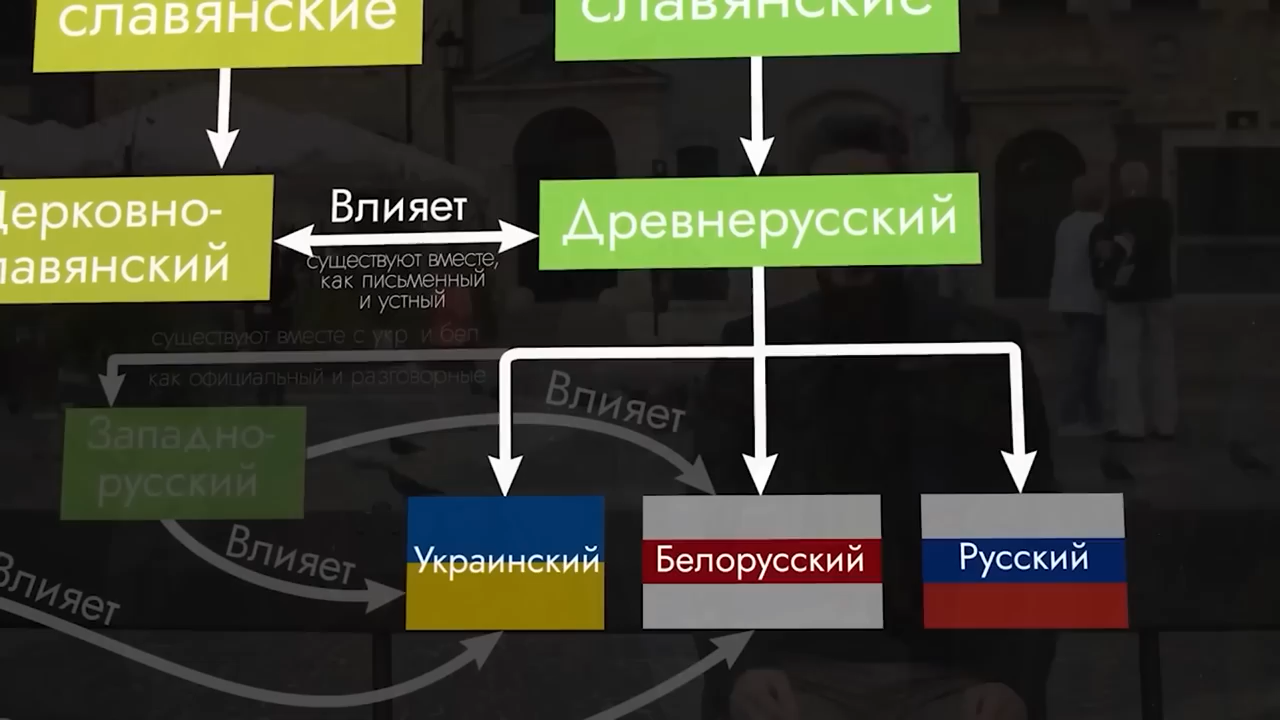 славянские
славянские
Церковно-
славянский
Влияет
Древнерусский
существуют вместе,
как письменный
и устный
существуют вместе с укр и бел
как официальный и разговорные
Западно-
русский
Влияет
Влияет
Влияет
Украинский
Белорусский
Русский